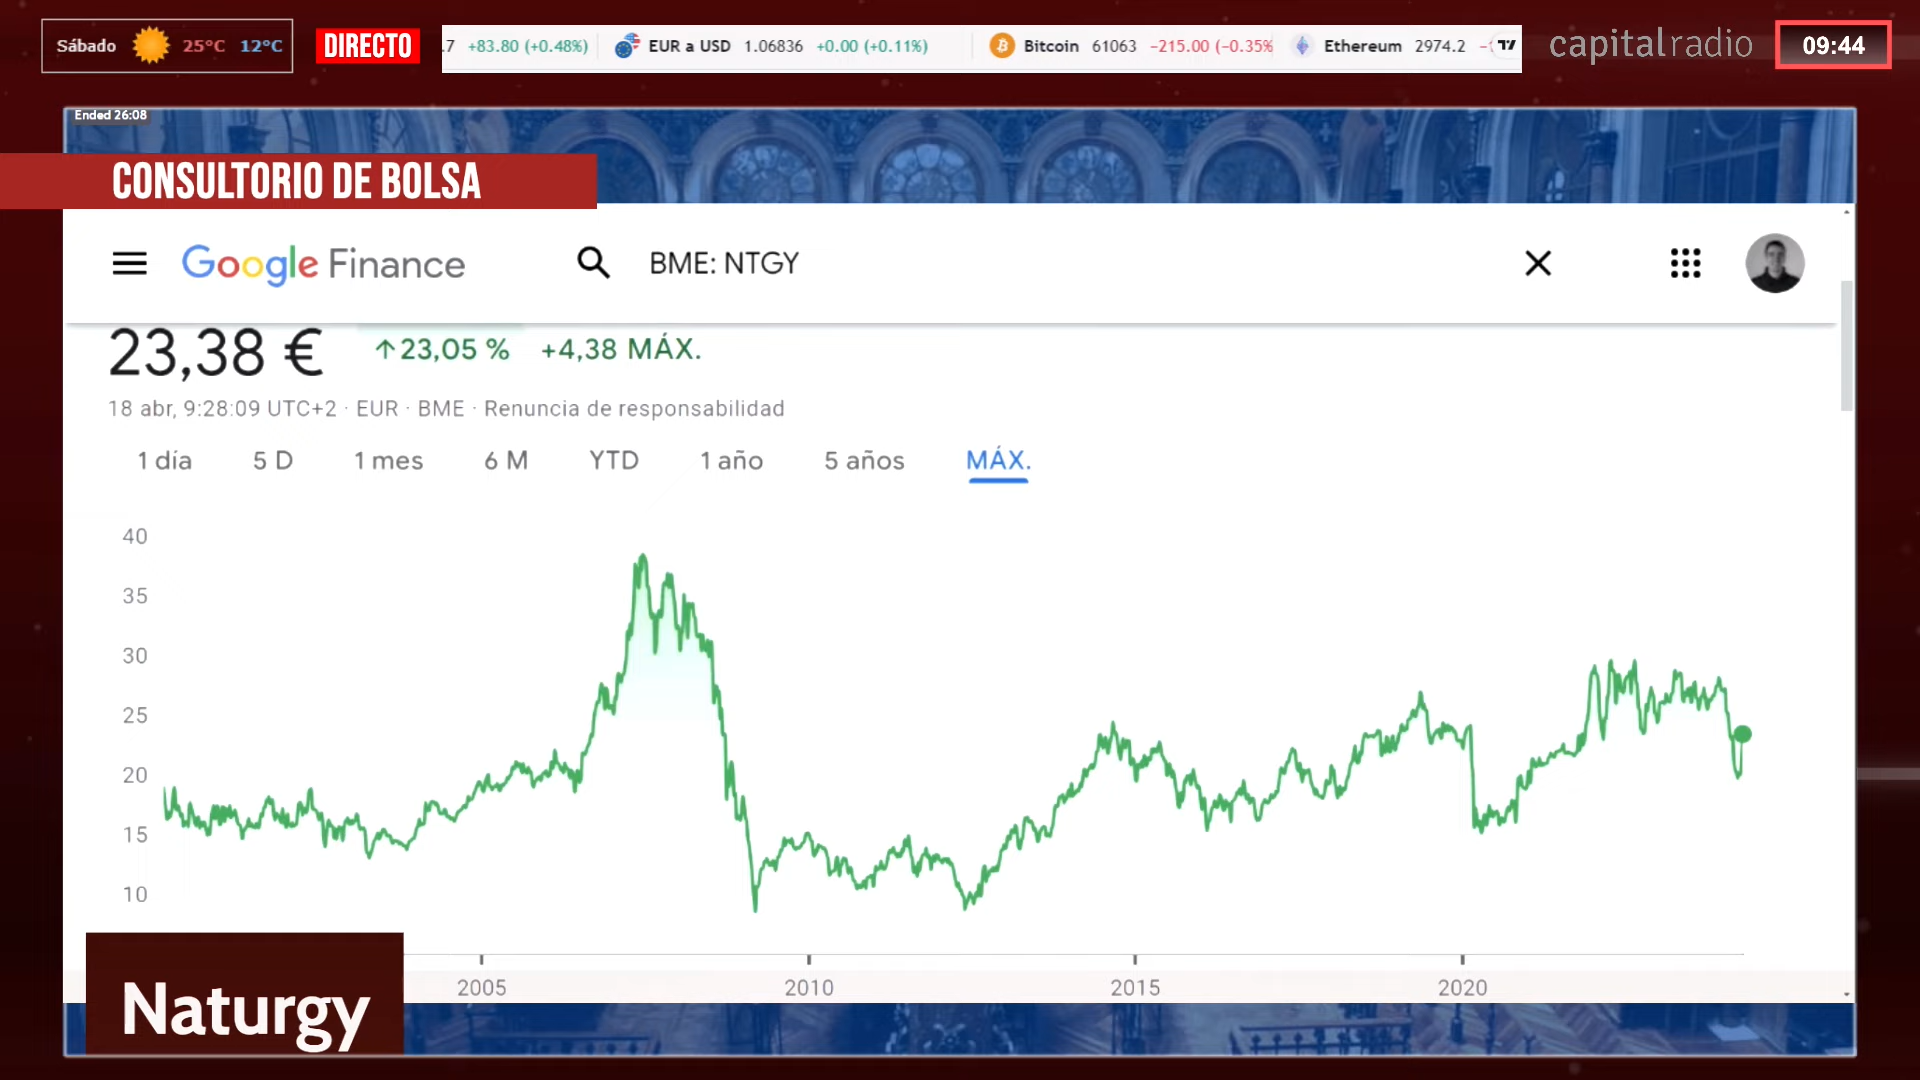 Sábado 25°C 12°C
DIRECTO
.7 +83.80 (+0.48%) EUR a USD 1.06836 +0.00 (+0.11%) Bitcoin 61063 −215.00 (−0.35% Ethereum 2974.2
capitalradio
09:44
Ended 26:08
CONSULTORIO DE BOLSA
Google Finance BME: NTGY
23,38 € ↑23,05 % +4,38 MÁX.
18 abr, 9:28:09 UTC+2 · EUR · BME · Renuncia de responsabilidad
1 día 5 D 1 mes 6 M YTD 1 año 5 años MÁX.
40
35
30
25
20
15
10
2005 2010 2015 2020
Naturgy